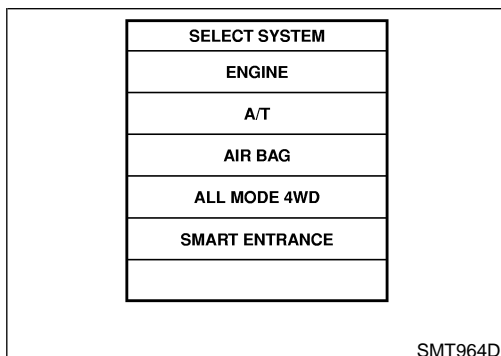 SELECT SYSTEM
ENGINE
A/T
AIR BAG
ALL MODE 4WD
SMART ENTRANCE
SMT964D